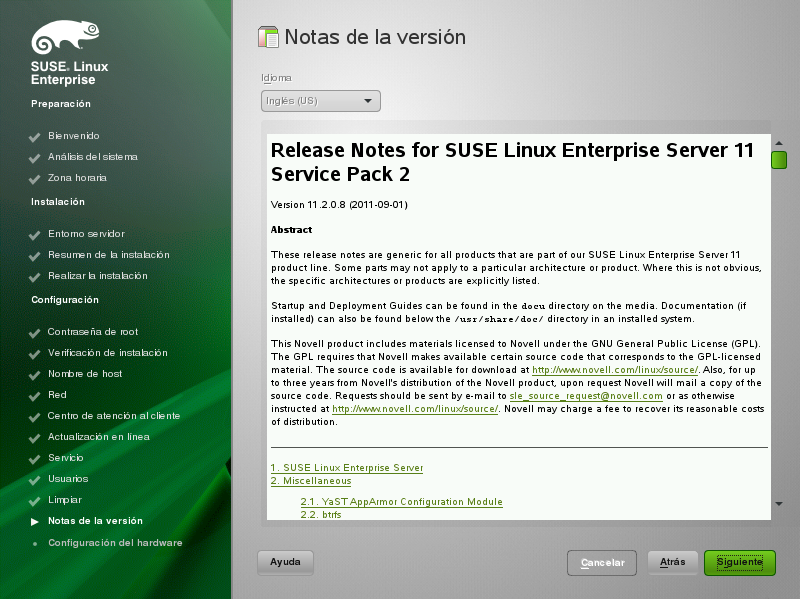 SUSE. Linux
Enterprise
Preparación
Bienvenido
Análisis del sistema
Zona horaria
Instalación
Entorno servidor
Resumen de la instalación
Realizar la instalación
Configuración
Contraseña de root
Verificación de instalación
Nombre de host
Red
Centro de atención al cliente
Actualización en línea
Servicio
Usuarios
Limpiar
Notas de la versión
Configuración del hardware
Notas de la versión
Idioma
Inglés (US)
Release Notes for SUSE Linux Enterprise Server 11
Service Pack 2
Version 11.2.0.8 (2011-09-01)
Abstract
These release notes are generic for all products that are part of our SUSE Linux Enterprise Server 11
product line. Some parts may not apply to a particular architecture or product. Where this is not obvious,
the specific architectures or products are explicitly listed.
Startup and Deployment Guides can be found in the docu directory on the media. Documentation (if
installed) can also be found below the /usr/share/doc/ directory in an installed system.
This Novell product includes materials licensed to Novell under the GNU General Public License (GPL).
The GPL requires that Novell makes available certain source code that corresponds to the GPL-licensed
material. The source code is available for download at http://www.novell.com/linux/source/. Also, for up
to three years from Novell's distribution of the Novell product, upon request Novell will mail a copy of the
source code. Requests should be sent by e-mail to sle_source_request@novell.com or as otherwise
instructed at http://www.novell.com/linux/source/. Novell may charge a fee to recover its reasonable costs
of distribution.
1. SUSE Linux Enterprise Server
2. Miscellaneous
2.1. YaST AppArmor Configuration Module
2.2. btrfs
Ayuda
Cancelar
Atrás
Siguiente